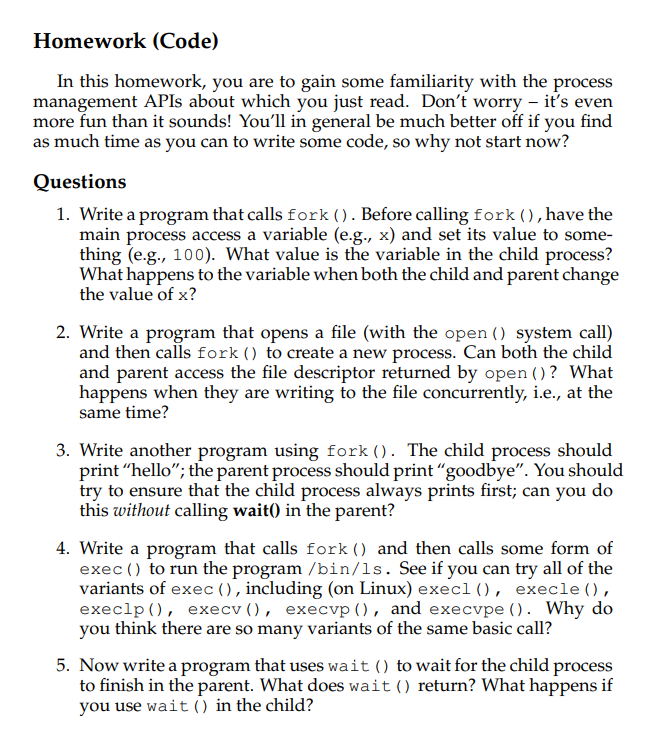 Homework (Code)
In this homework, you are to gain some familiarity with the process
management APIs about which you just read. Don't worry – it's even
more fun than it sounds! You'll in general be much better off if you find
as much time as you can to write some code, so why not start now?
Questions
1. Write a program that calls fork(). Before calling fork(), have the
main process access a variable (e.g., x) and set its value to some-
thing (e.g., 100). What value is the variable in the child process?
What happens to the variable when both the child and parent change
the value of x?
2. Write a program that opens a file (with the open() system call)
and then calls fork() to create a new process. Can both the child
and parent access the file descriptor returned by open()? What
happens when they are writing to the file concurrently, i.e., at the
same time?
3. Write another program using fork(). The child process should
print "hello"; the parent process should print "goodbye". You should
try to ensure that the child process always prints first; can you do
this without calling wait() in the parent?
4. Write a program that calls fork() and then calls some form of
exec() to run the program /bin/ls. See if you can try all of the
variants of exec(), including (on Linux) execl(), execle(),
execlp(), execv(), execvp(), and execvpe(). Why do
you think there are so many variants of the same basic call?
5. Now write a program that uses wait() to wait for the child process
to finish in the parent. What does wait() return? What happens if
you use wait() in the child?